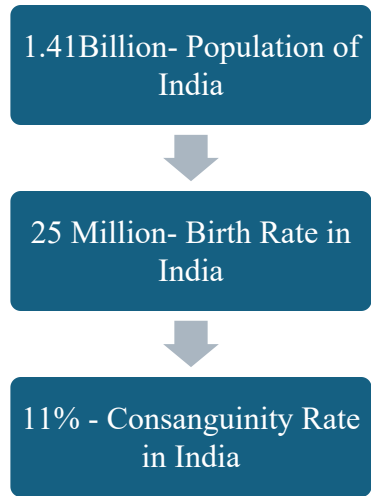 1.41Billion- Population of
India
25 Million- Birth Rate in
India
11% - Consanguinity Rate
in India